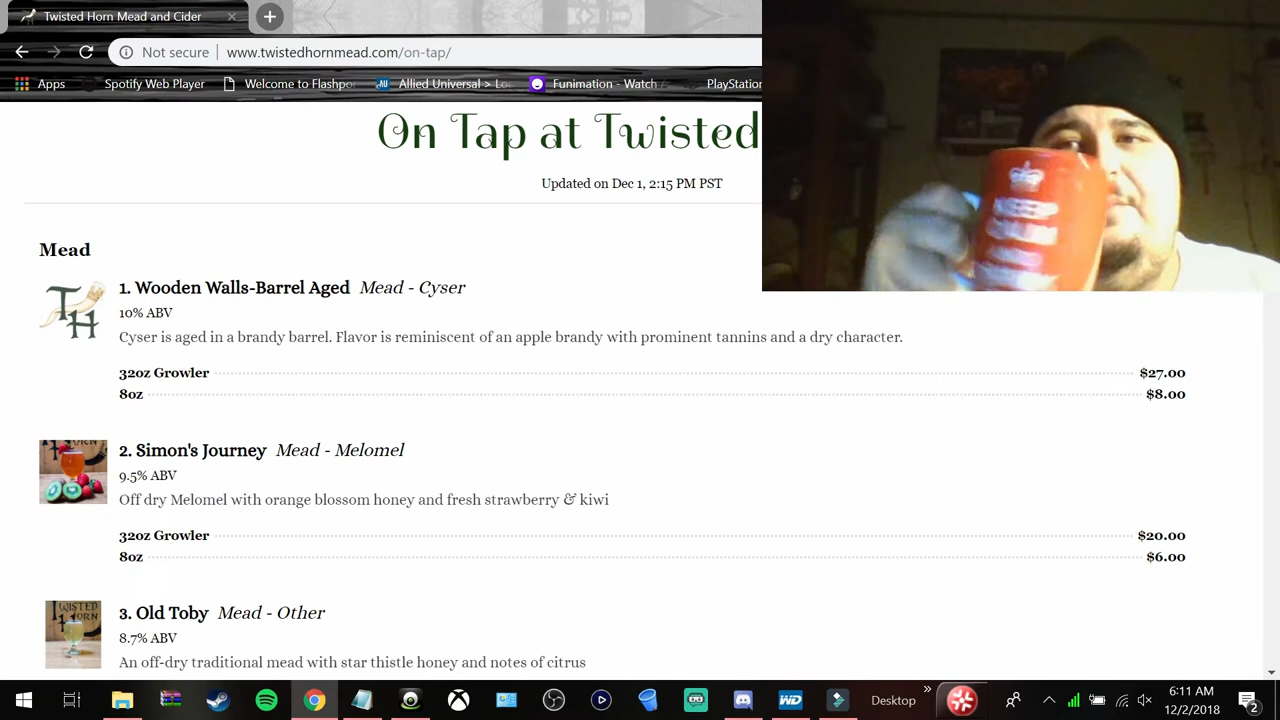 Twisted Horn Mead and Cider
Not secure www.twistedhornmead.com/on-tap/
Apps Spotify Web Player Welcome to Flashpo Allied Universal > Lo Funimation - Watch PlayStation
On Tap at Twisted
Updated on Dec 1, 2:15 PM PST
Mead
1. Wooden Walls-Barrel Aged Mead - Cyser
10% ABV
Cyser is aged in a brandy barrel. Flavor is reminiscent of an apple brandy with prominent tannins and a dry character.
32oz Growler $27.00
8oz $8.00
2. Simon's Journey Mead - Melomel
9.5% ABV
Off dry Melomel with orange blossom honey and fresh strawberry & kiwi
32oz Growler $20.00
8oz $6.00
TWISTED
3. Old Toby Mead - Other
8.7% ABV
An off-dry traditional mead with star thistle honey and notes of citrus
WD Desktop » 6:11 AM
12/2/2018 2